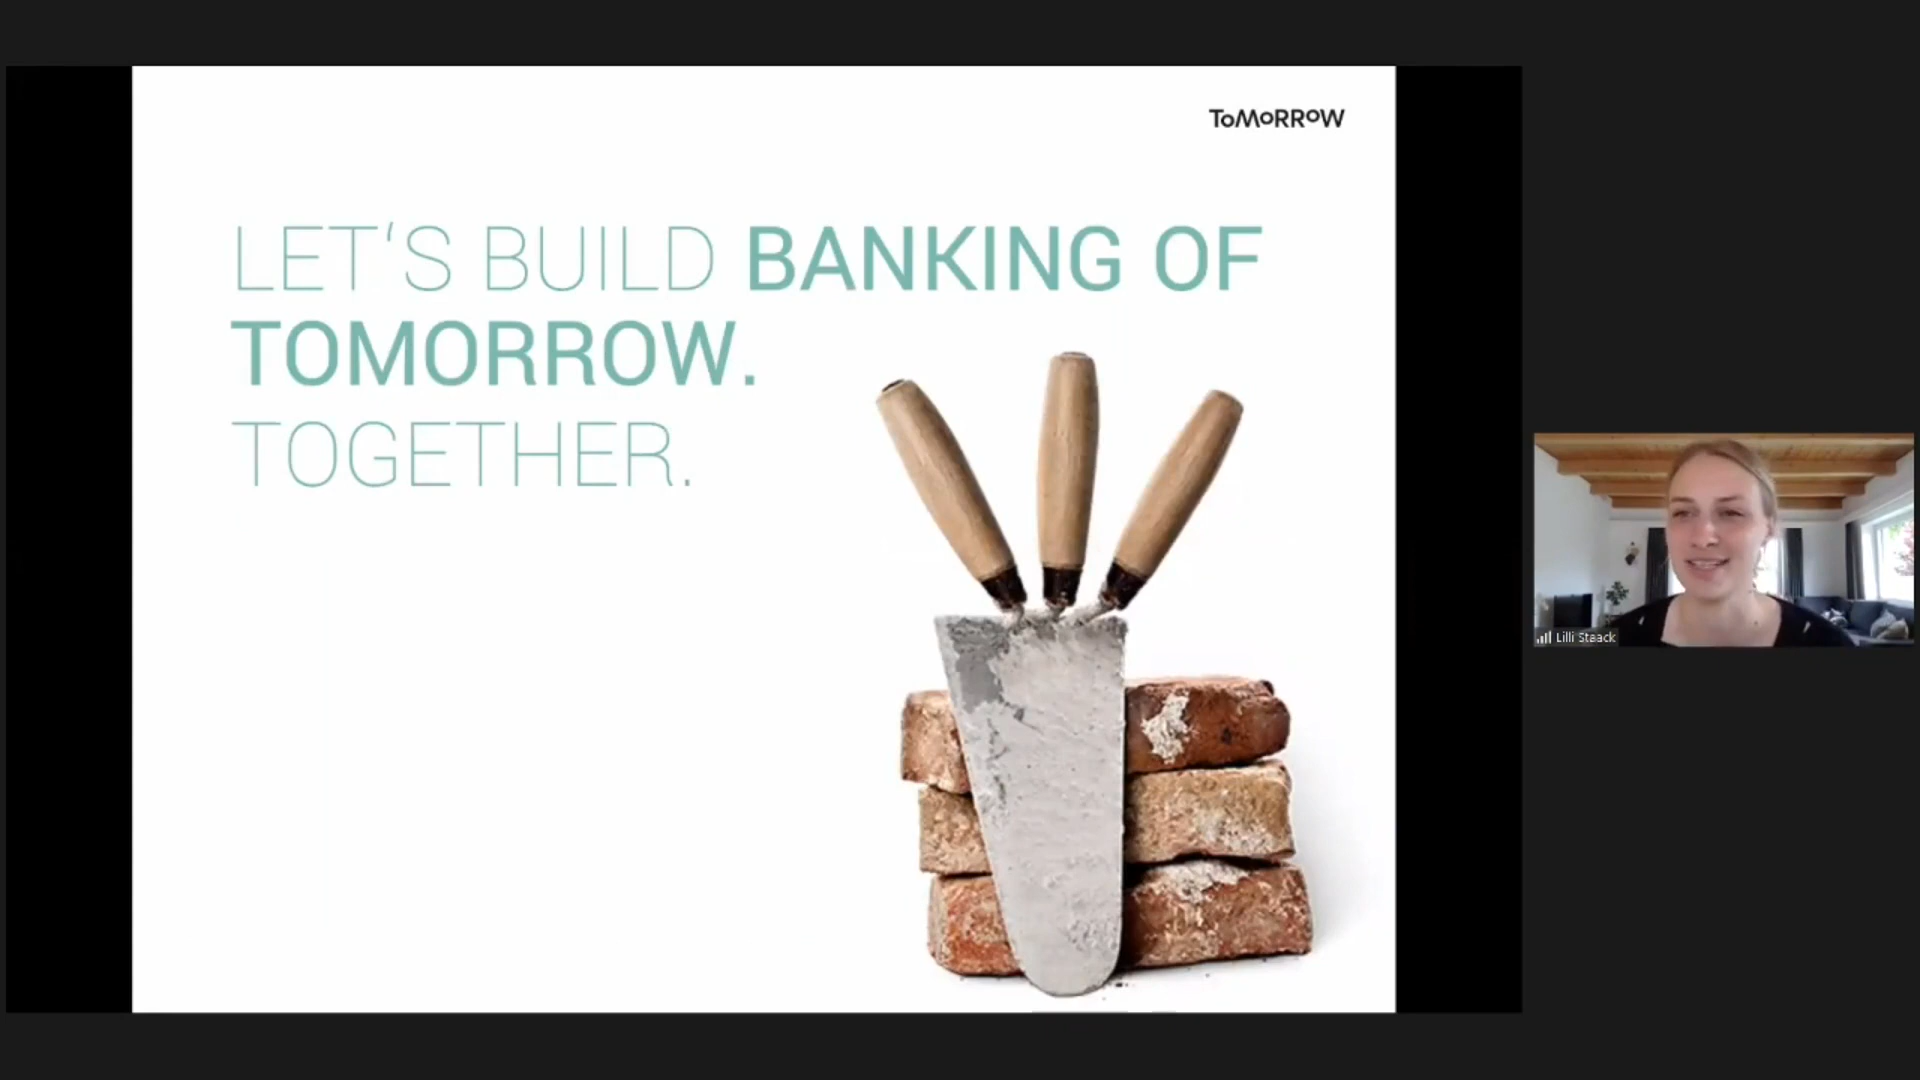 ToMoRRoW
LET'S BUILD BANKING OF
TOMORROW.
TOGETHER.
Lilli Staack